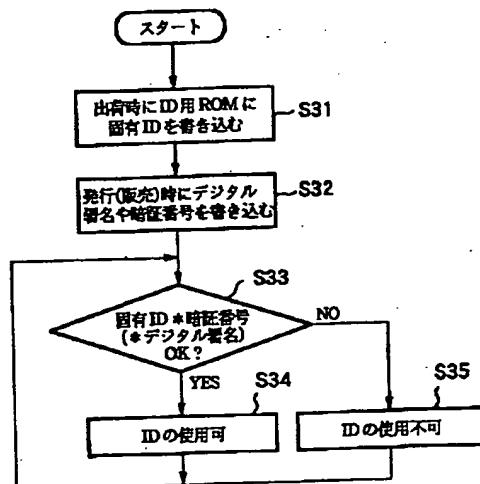 スタート
出荷時にID用ROMに
固有IDを書き込む
S31
発行(販売)時にデジタル
署名や暗証番号を書き込む
S32
S33
固有ID*暗証番号
(*デジタル署名)
OK?
NO
YES
S34
IDの使用可
S35
IDの使用不可